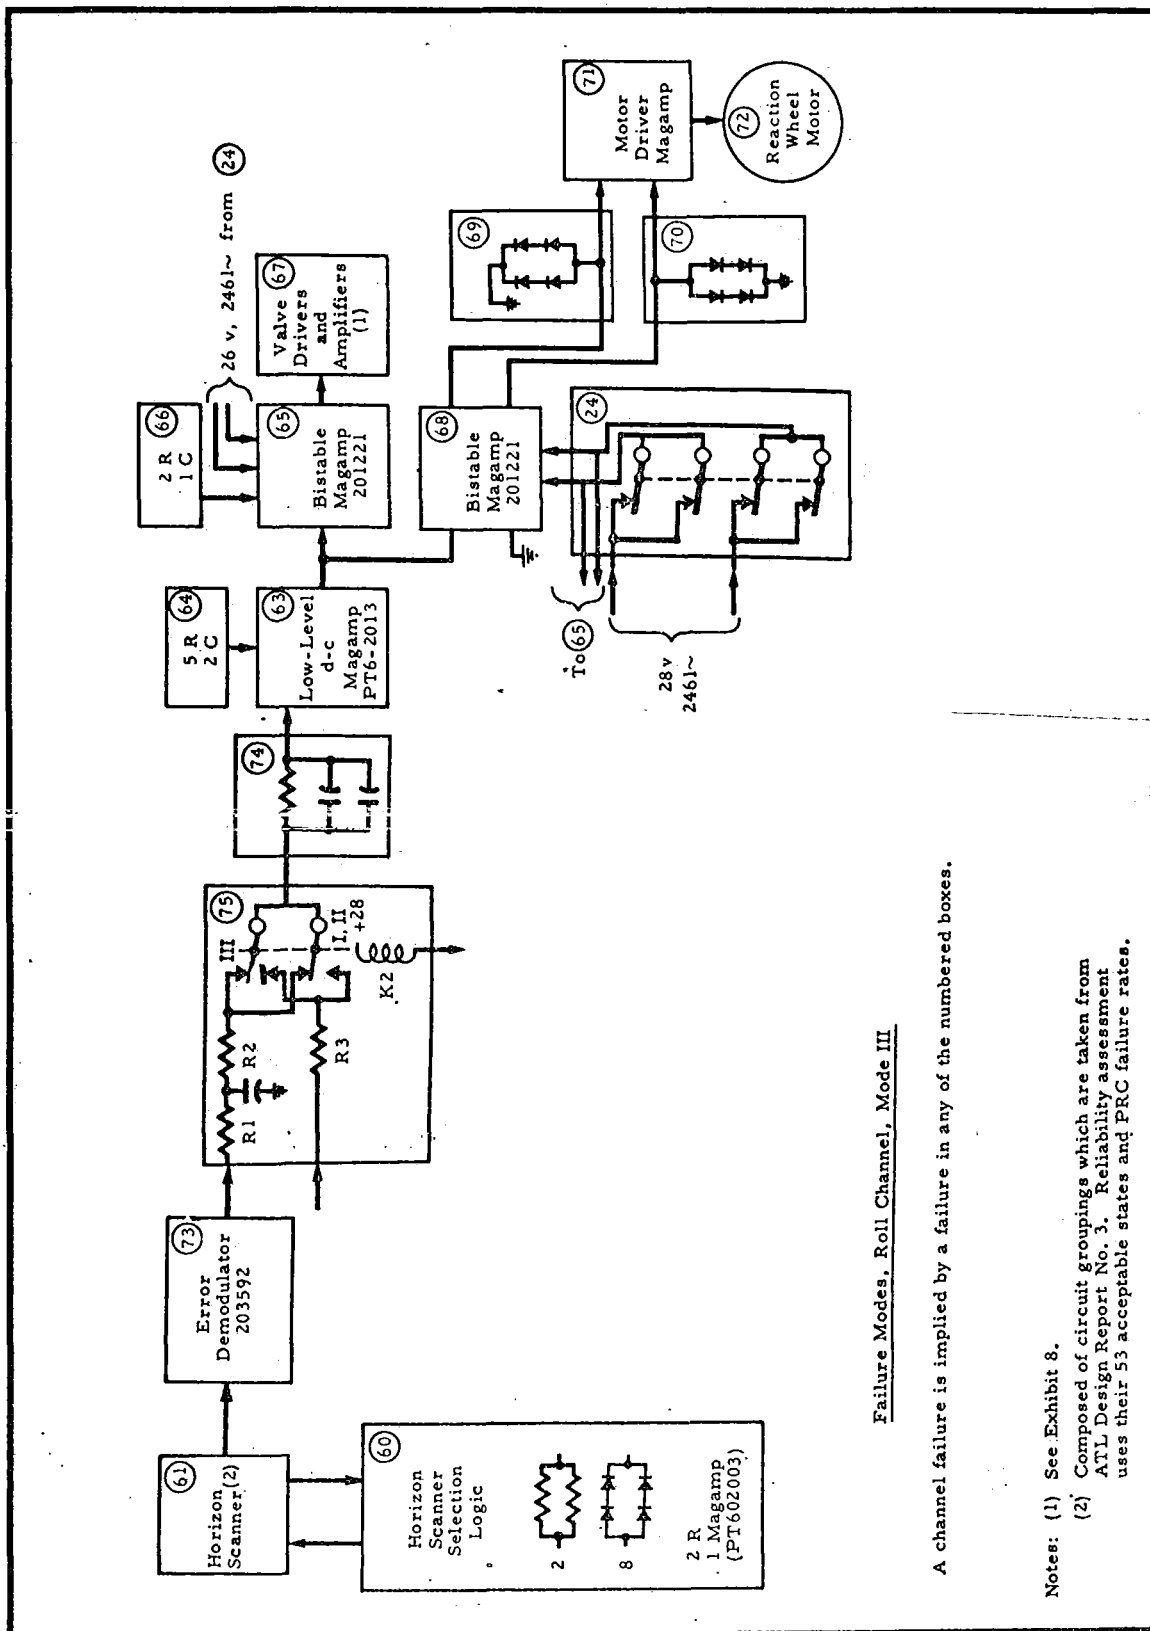 61
Horizon
Scanner(2)
60
Horizon
Scanner
Selection
Logic
2
8
2 R
1 Magamp
(PT602003)
73
Error
Demodulator
203592
75
III
R1
R2
R3
I, II
+28
K2
74
64
5 R
2 C
63
Low-Level
d-c
Magamp
PT6-2013
66
2 R
1 C
26 v, 2461~ from 24
65
Bistable
Magamp
201221
67
Valve
Drivers
and
Amplifiers
(1)
68
Bistable
Magamp
201221
To 65
28v
2461~
24
69
70
71
Motor
Driver
Magamp
72
Reaction
Wheel
Motor
Failure Modes, Roll Channel, Mode III
A channel failure is implied by a failure in any of the numbered boxes.
Notes: (1) See Exhibit 8.
(2) Composed of circuit groupings which are taken from
ATL Design Report No. 3. Reliability assessment
uses their 53 acceptable states and PRC failure rates.